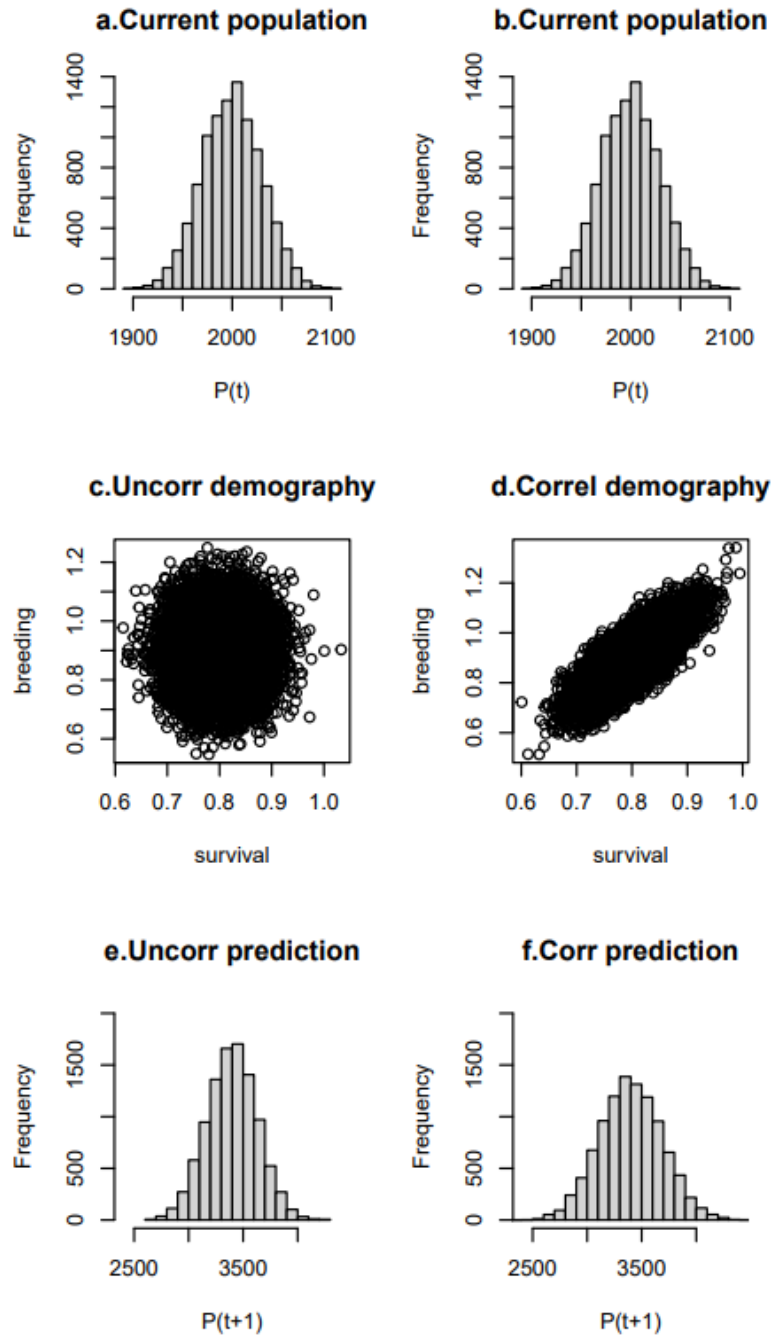 a.Current population
b.Current population
Frequency
0 400 800 1400
1900 2000 2100
P(t)
Frequency
0 400 800 1400
1900 2000 2100
P(t)
c.Uncorr demography
d.Correl demography
breeding
0.6 0.8 1.0 1.2
0.6 0.7 0.8 0.9 1.0
survival
breeding
0.6 0.8 1.0 1.2
0.6 0.7 0.8 0.9 1.0
survival
e.Uncorr prediction
f.Corr prediction
Frequency
0 500 1500
2500 3500
P(t+1)
Frequency
0 500 1500
2500 3500
P(t+1)